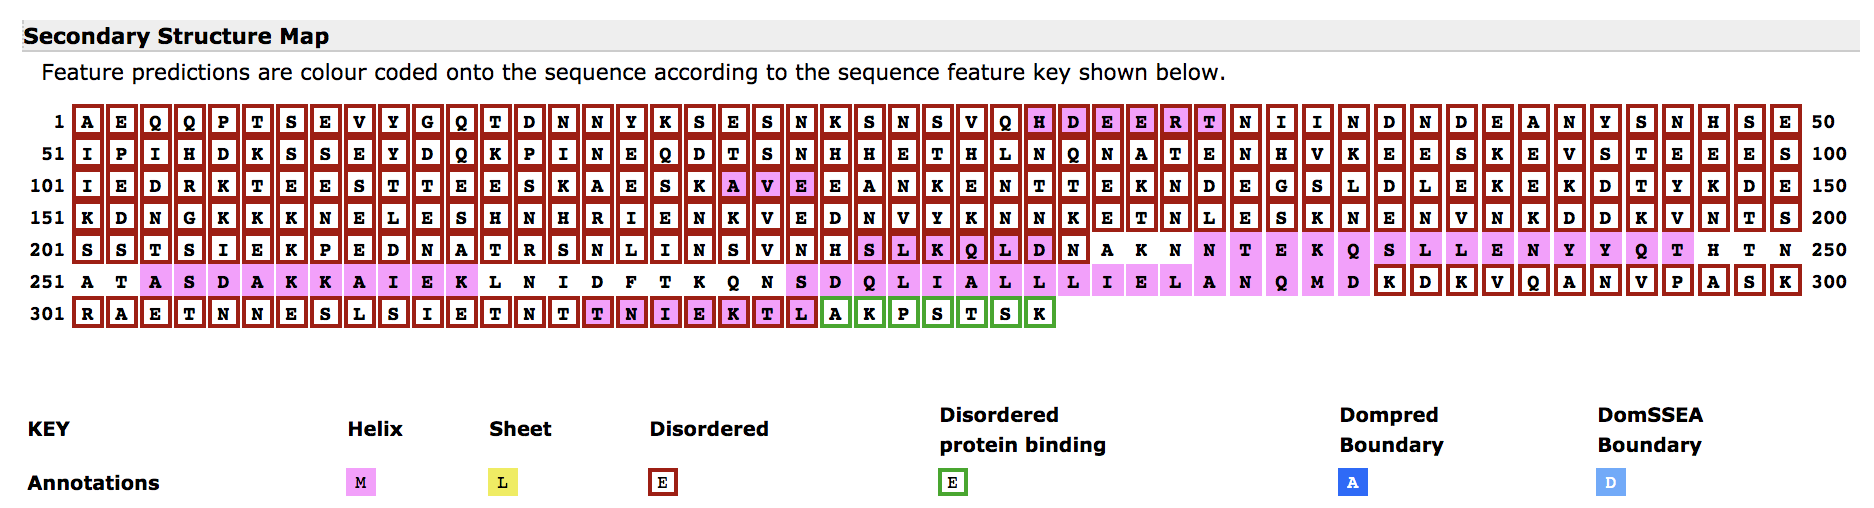 Secondary Structure Map
Feature predictions are colour coded onto the sequence according to the sequence feature key shown below.
1 A E Q Q P T S E V Y G Q T D N N Y K S E S N K S N S V Q H D E E R T N I I N D N D E A N Y S N H S E 50
51 I P I H D K S S E Y D Q K P I N E Q D T S N H H E T H L N Q N A T E N H V K E E S K E V S T E E E S 100
101 I E D R K T E E S T T E E S K A E S K A V E E A N K E N T T E K N D E G S L D L E K E K D T Y K D E 150
151 K D N G K K K N E L E S H N H R I E N K V E D N V Y K N N K E T N L E S K N E N V N K D D K V N T S 200
201 S S T S I E K P E D N A T R S N L I N S V N H S L K Q L D N A K N N T E K Q S L L E N Y Y Q T H T N 250
251 A T A S D A K K A I E K L N I D F T K Q N S D Q L I A L L L I E L A N Q M D K D K V Q A N V P A S K 300
301 R A E T N N E S L S I E T N T T N I E K T L A K P S T S K
KEY Helix Sheet Disordered Disordered protein binding Dompred Boundary DomSSEA Boundary
Annotations M L E E A D